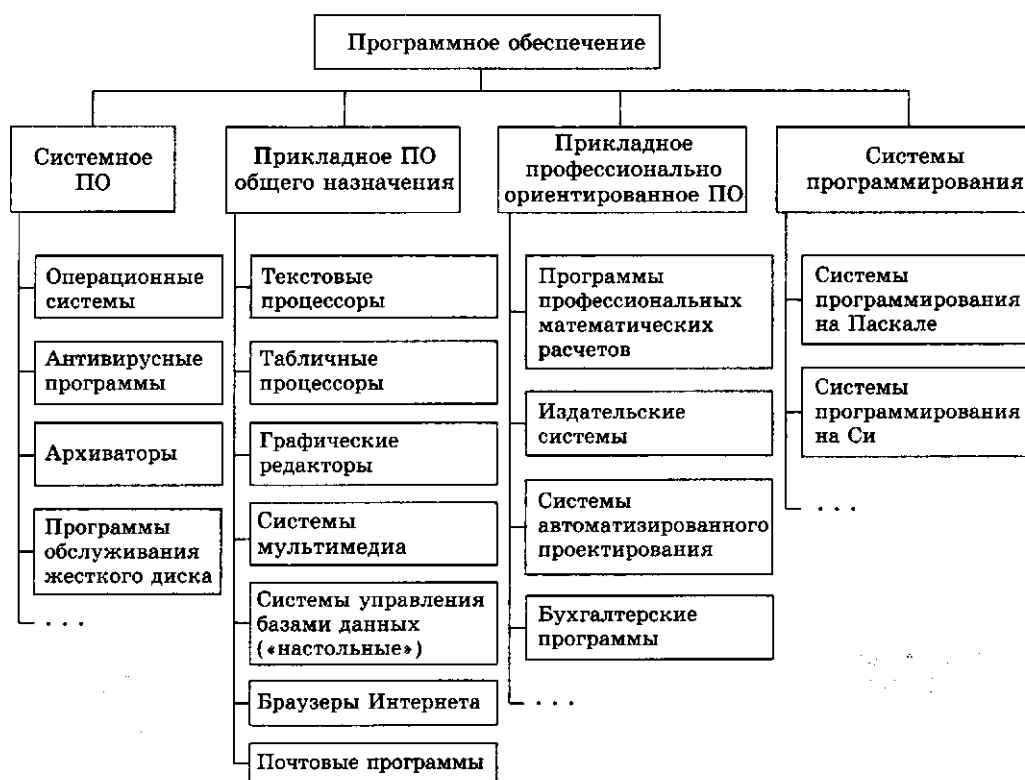 Программное обеспечение
Системное
ПО
Прикладное ПО
общего назначения
Прикладное
профессионально
ориентированное ПО
Системы
программирования
Операционные
системы
Антивирусные
программы
Архиваторы
Программы
обслуживания
жесткого диска
. . .
Текстовые
процессоры
Табличные
процессоры
Графические
редакторы
Системы
мультимедиа
Системы управления
базами данных
(«настольные»)
Браузеры Интернета
Почтовые программы
Программы
профессиональных
математических
расчетов
Издательские
системы
Системы
автоматизированного
проектирования
Бухгалтерские
программы
. . .
Системы
программирования
на Паскале
Системы
программирования
на Си
. . .